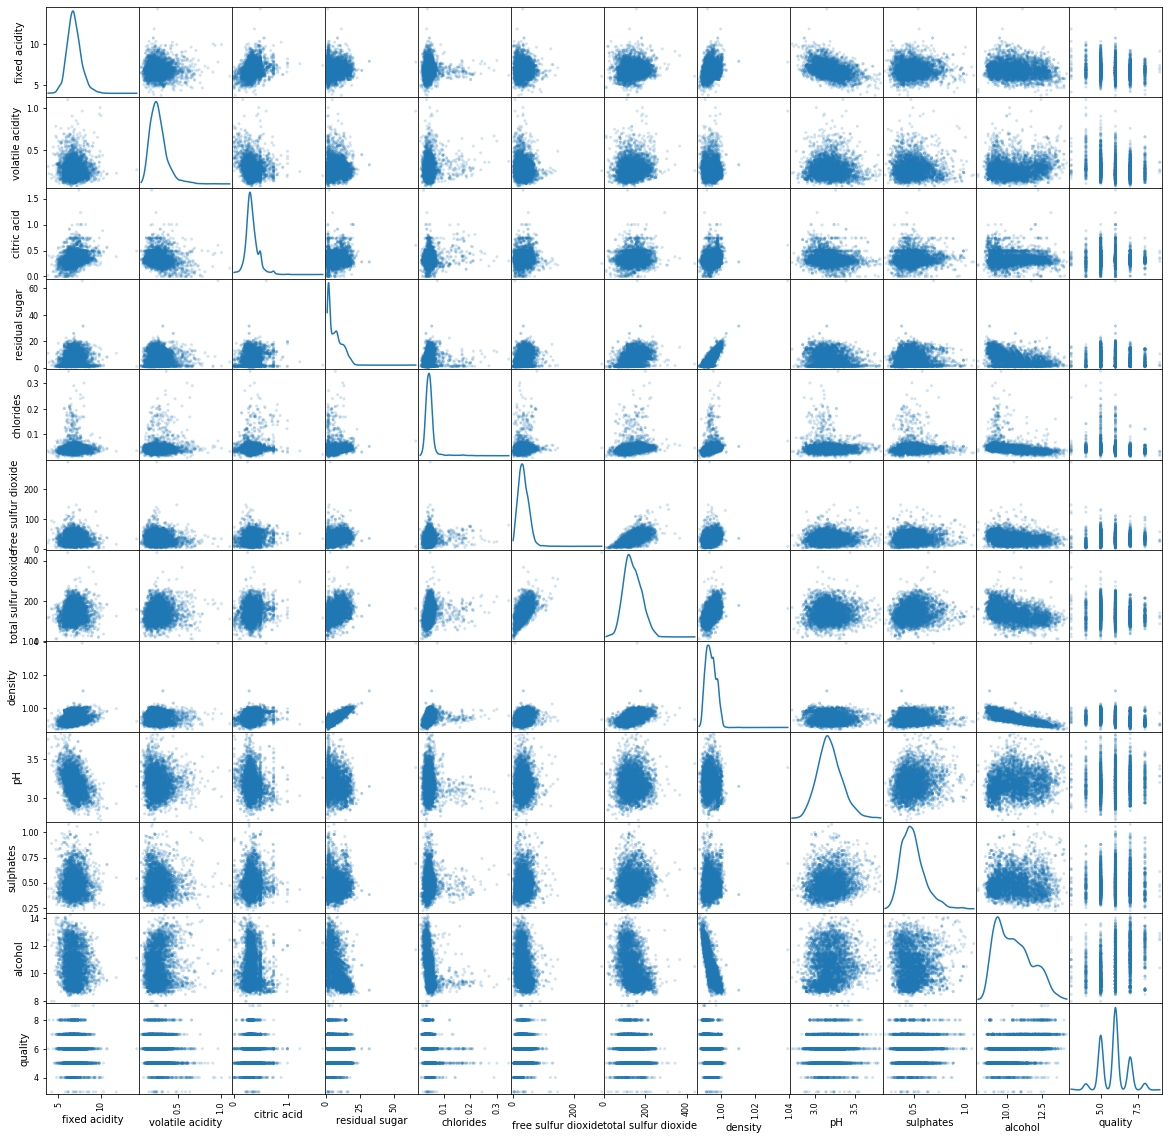 fixed acidity
10
5
volatile acidity
1.0
0.5
citric acid
1.5
1.0
0.5
0.0
residual sugar
60
40
20
0
chlorides
0.3
0.2
0.1
free sulfur dioxide
200
100
0
total sulfur dioxide
400
200
density
1.04
1.02
1.00
pH
3.5
3.0
sulphates
1.00
0.75
0.50
0.25
alcohol
14
12
10
8
quality
8
6
4
5 10 0.5 1.0 0 1 0 25 50 0.1 0.2 0.3 0 200 0 200 400 1.00 1.02 1.04 3.0 3.5 0.5 1.0 10.0 12.5 5.0 7.5
fixed acidity volatile acidity citric acid residual sugar chlorides free sulfur dioxide total sulfur dioxide density pH sulphates alcohol quality